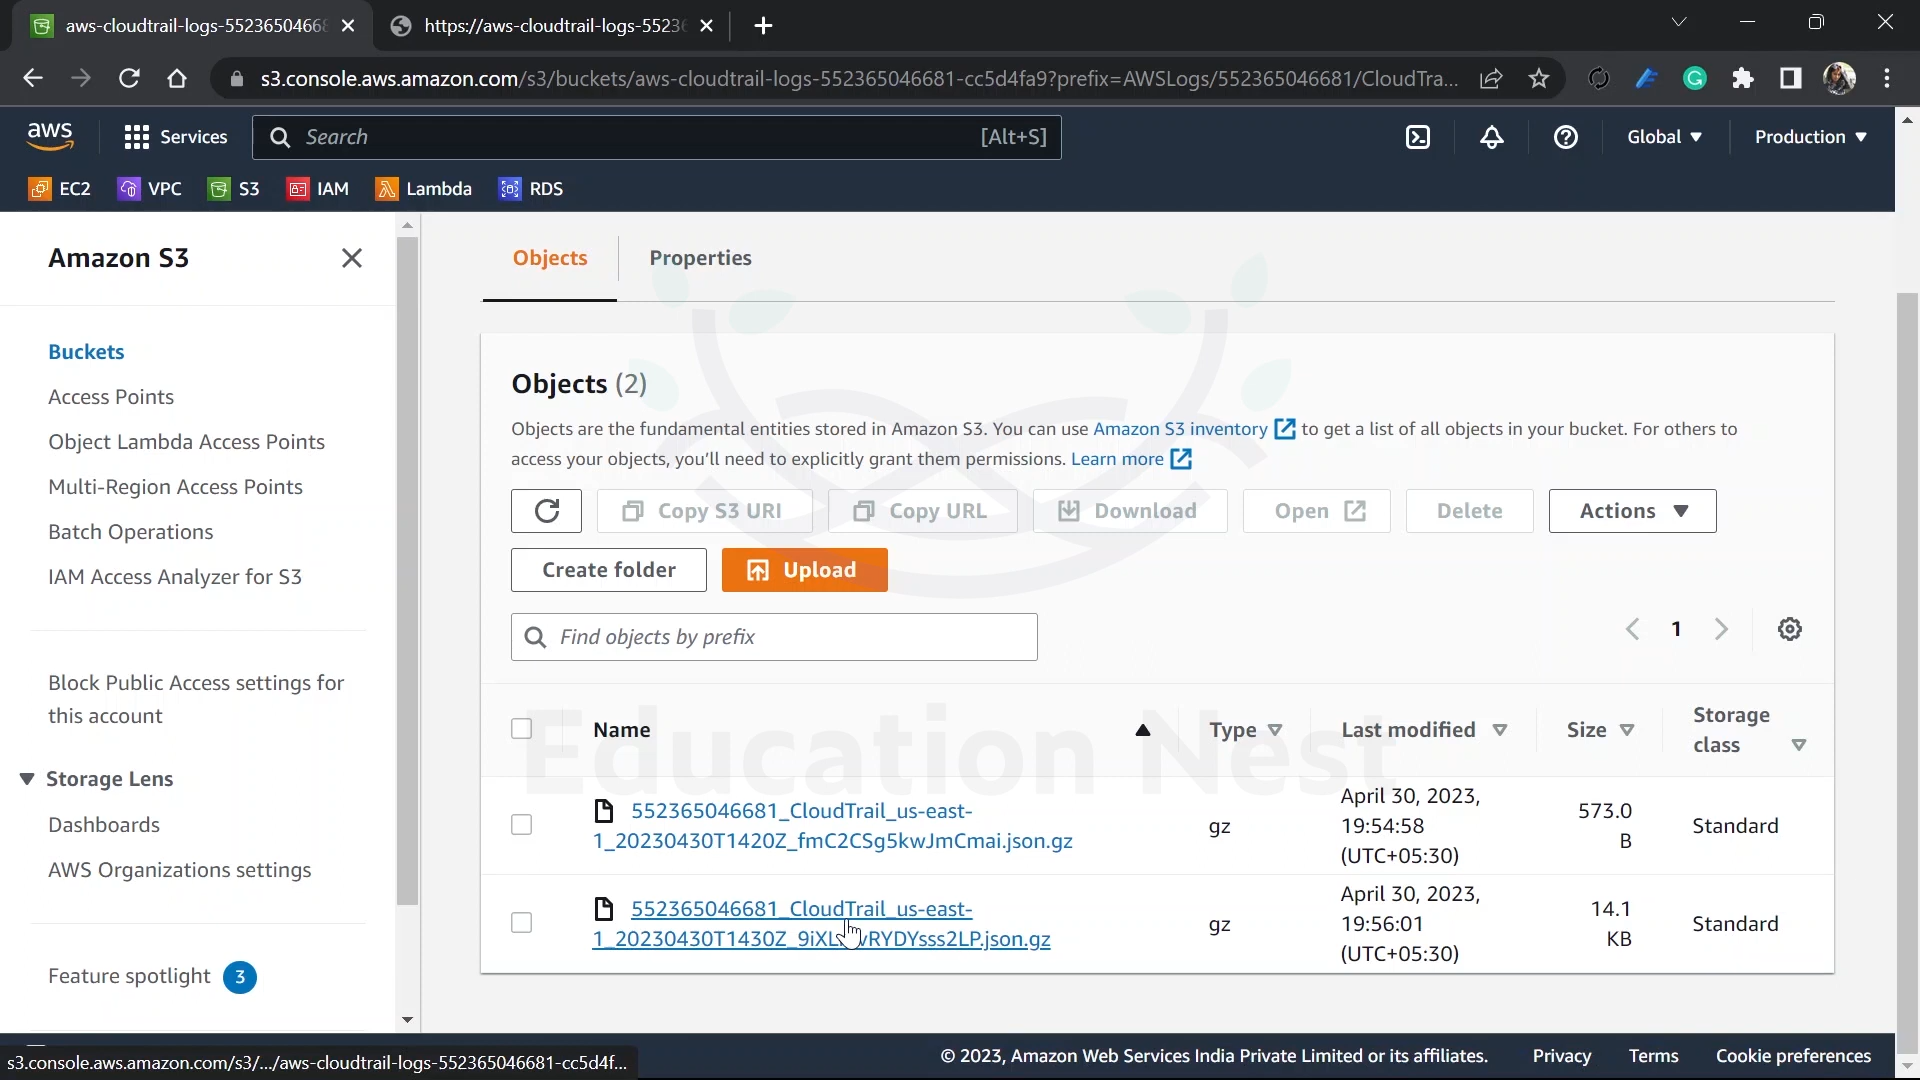 aws-cloudtrail-logs-55236504668
https://aws-cloudtrail-logs-5523
s3.console.aws.amazon.com/s3/buckets/aws-cloudtrail-logs-552365046681-cc5d4fa9?prefix=AWSLogs/552365046681/CloudTra...
aws
Services
Search
[Alt+S]
Global
Production
EC2
VPC
S3
IAM
Lambda
RDS
Amazon S3
Buckets
Access Points
Object Lambda Access Points
Multi-Region Access Points
Batch Operations
IAM Access Analyzer for S3
Block Public Access settings for
this account
Storage Lens
Dashboards
AWS Organizations settings
Feature spotlight 3
Objects
Properties
Objects (2)
Objects are the fundamental entities stored in Amazon S3. You can use Amazon S3 inventory to get a list of all objects in your bucket. For others to
access your objects, you'll need to explicitly grant them permissions. Learn more
Copy S3 URI
Copy URL
Download
Open
Delete
Actions
Create folder
Upload
Find objects by prefix
1
Name
Type
Last modified
Size
Storage
class
Education Nest
552365046681_CloudTrail_us-east-
1_20230430T1420Z_fmC2CSg5kwJmCmai.json.gz
gz
April 30, 2023,
19:54:58
(UTC+05:30)
573.0
B
Standard
552365046681_CloudTrail_us-east-
gz
April 30, 2023,
19:56:01
(UTC+05:30)
14.1
KB
Standard
s3.console.aws.amazon.com/s3/.../aws-cloudtrail-logs-552365046681-cc5d4f...
© 2023, Amazon Web Services India Private Limited or its affiliates.
Privacy
Terms
Cookie preferences